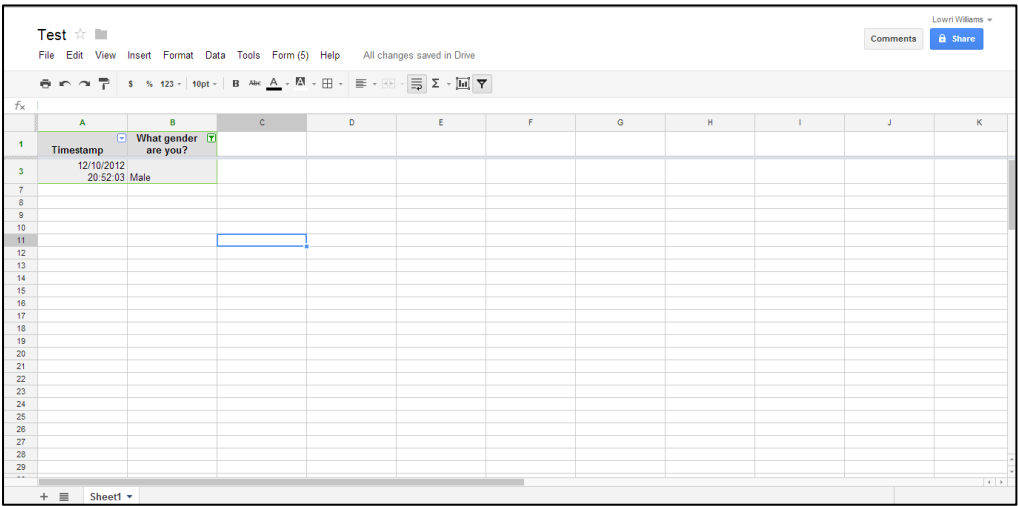 Lowri Williams
Test
Comments Share
File Edit View Insert Format Data Tools Form (5) Help All changes saved in Drive
$ % 123 10pt B Abc A A Σ
fx
A B C D E F G H I J K
1 Timestamp What gender
are you?
3 12/10/2012
20:52:03 Male
7
8
9
10
11
12
13
14
15
16
17
18
19
20
21
22
23
24
25
26
27
28
29
Sheet1